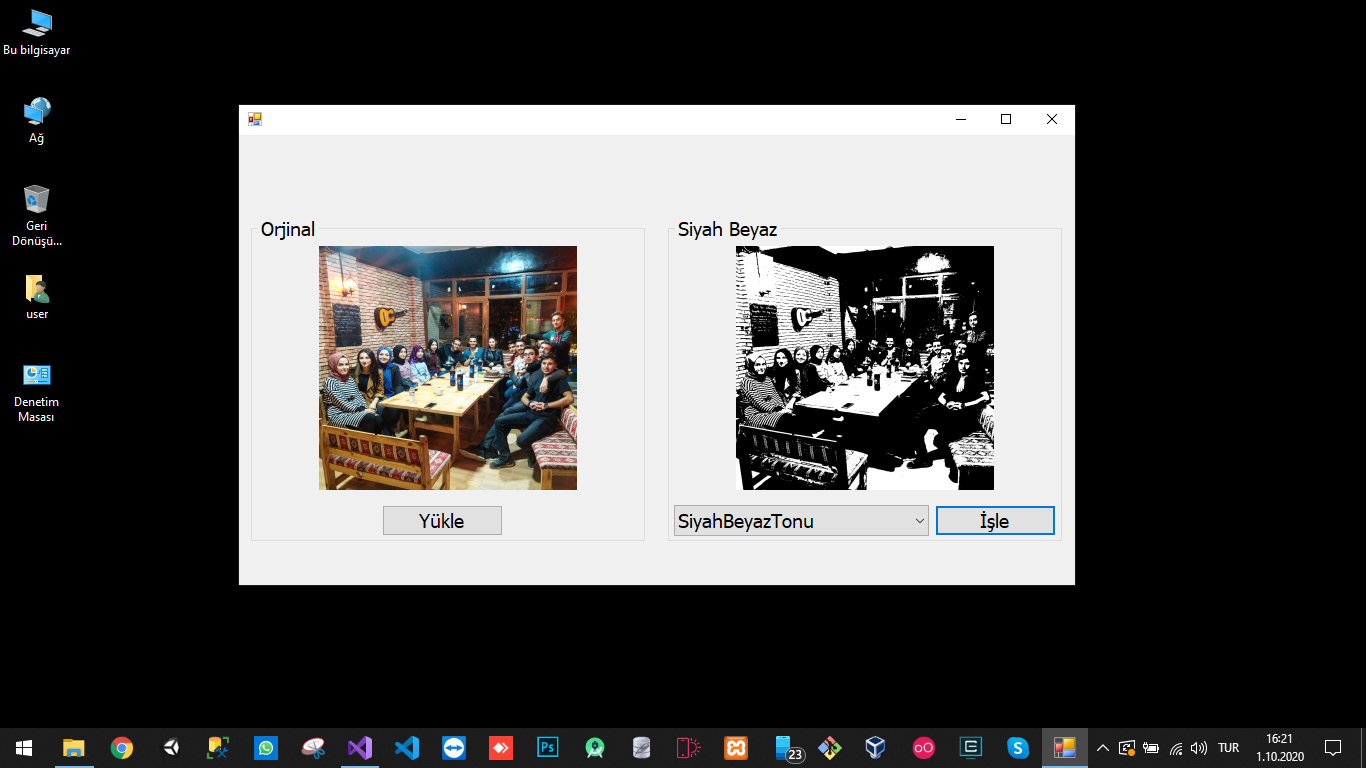 Bu bilgisayar
Ağ
Geri
Dönüşü...
user
Denetim
Masası
Orjinal
Siyah Beyaz
Yükle
SiyahBeyazTonu
İşle
Ps
23
TUR
16:21
1.10.2020